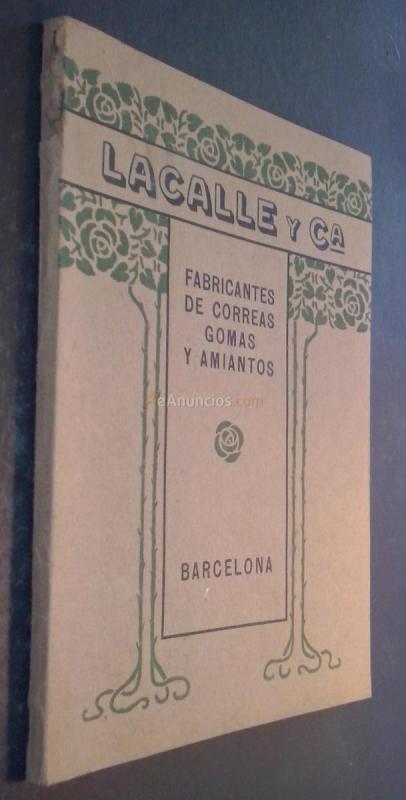 LACALLE Y CA
FABRICANTES
DE CORREAS
GOMAS
Y AMIANTOS
eAnuncios.com
BARCELONA